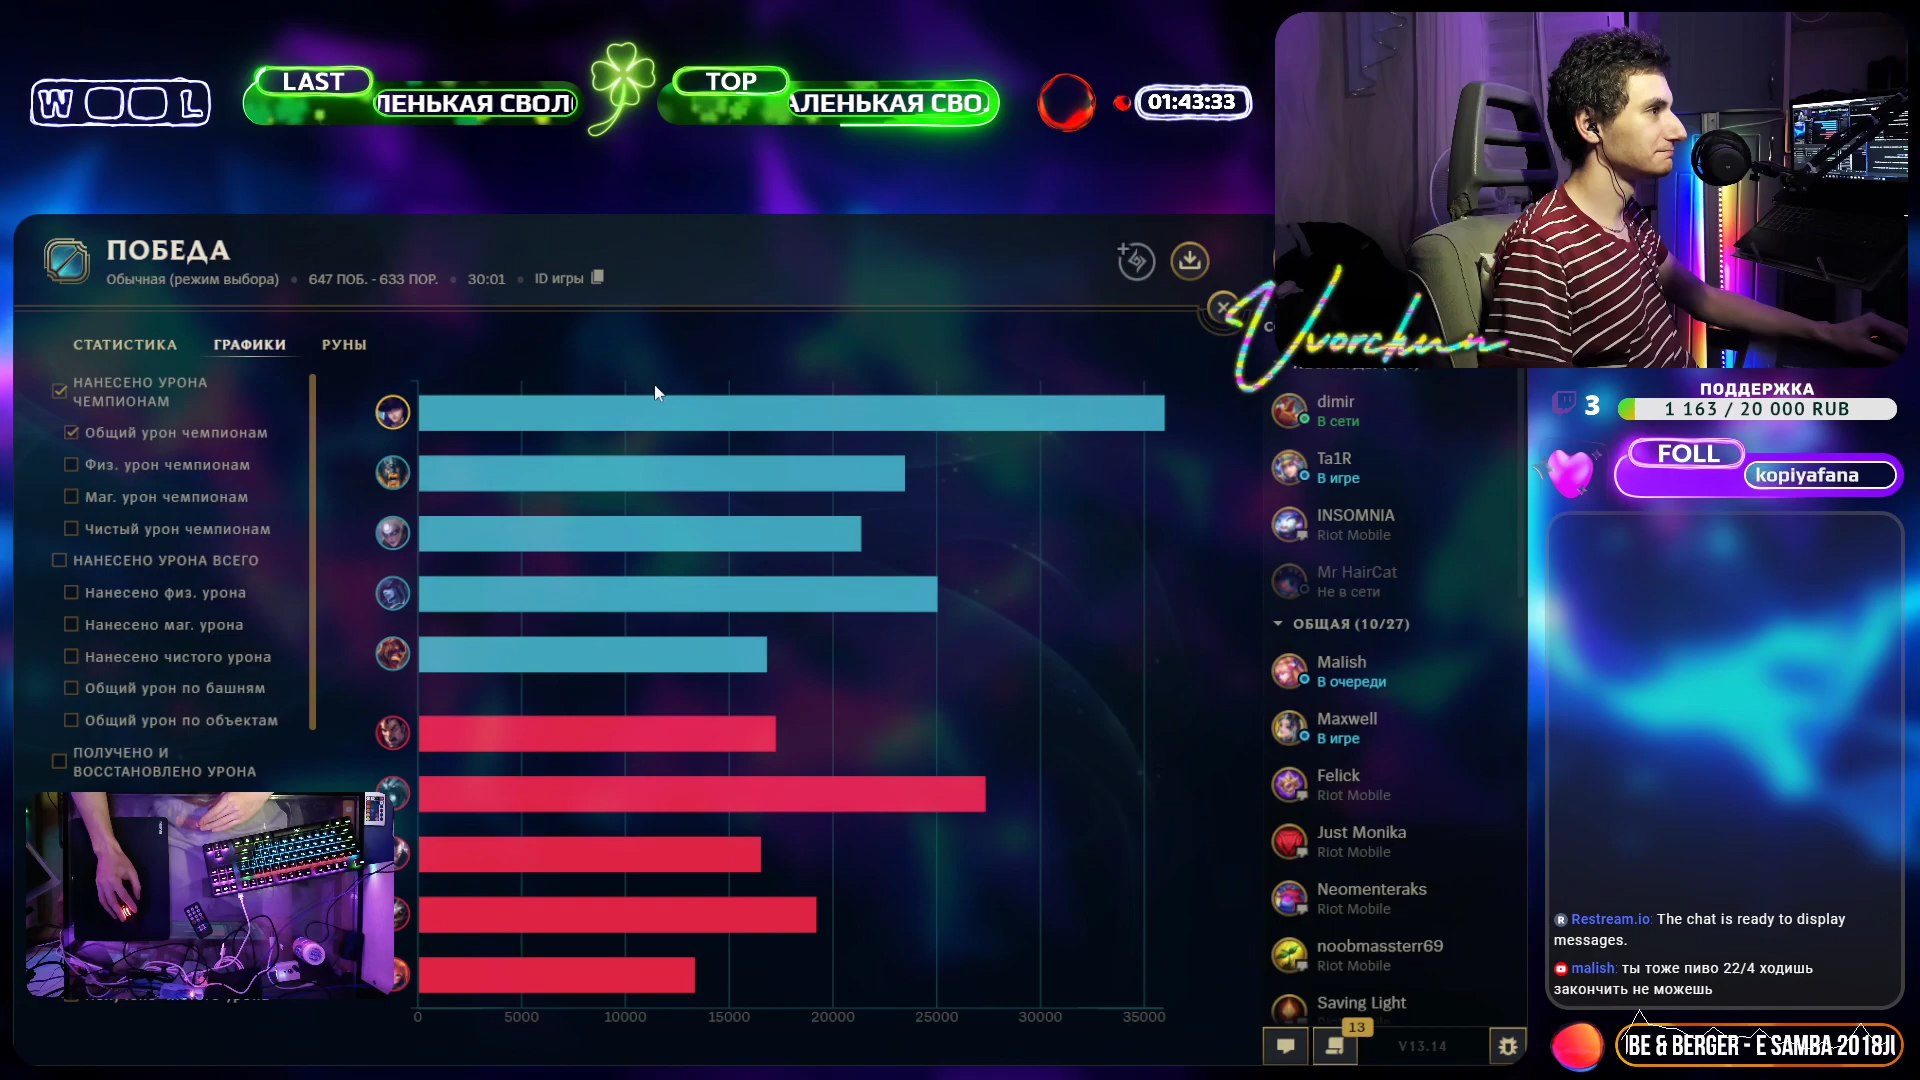 W O O L
LAST
ЛЕНЬКАЯ СВОЛ
TOP
АЛЕНЬКАЯ СВО
01:43:33
ПОБЕДА
Обычная (режим выбора) • 647 ПОБ. - 633 ПОР. • 30:01 • ID игры
СТАТИСТИКА
ГРАФИКИ
РУНЫ
НАНЕСЕНО УРОНА
ЧЕМПИОНАМ
Общий урон чемпионам
Физ. урон чемпионам
Маг. урон чемпионам
Чистый урон чемпионам
НАНЕСЕНО УРОНА ВСЕГО
Нанесено физ. урона
Нанесено маг. урона
Нанесено чистого урона
Общий урон по башням
Общий урон по объектам
ПОЛУЧЕНО И
ВОССТАНОВЛЕНО УРОНА
0
5000
10000
15000
20000
25000
30000
35000
Uvorchun
dimir
В сети
Ta1R
В игре
INSOMNIA
Riot Mobile
Mr HairCat
Не в сети
ОБЩАЯ (10/27)
Malish
В очереди
Maxwell
В игре
Felick
Riot Mobile
Just Monika
Riot Mobile
Neomenteraks
Riot Mobile
noobmassterr69
Riot Mobile
Saving Light
13
V13.14
3
ПОДДЕРЖКА
1 163 / 20 000 RUB
FOLL
kopiyafana
Restream.io: The chat is ready to display
messages.
malish: ты тоже пиво 22/4 ходишь
закончить не можешь
BE & BERGER - E SAMBA 2018JU